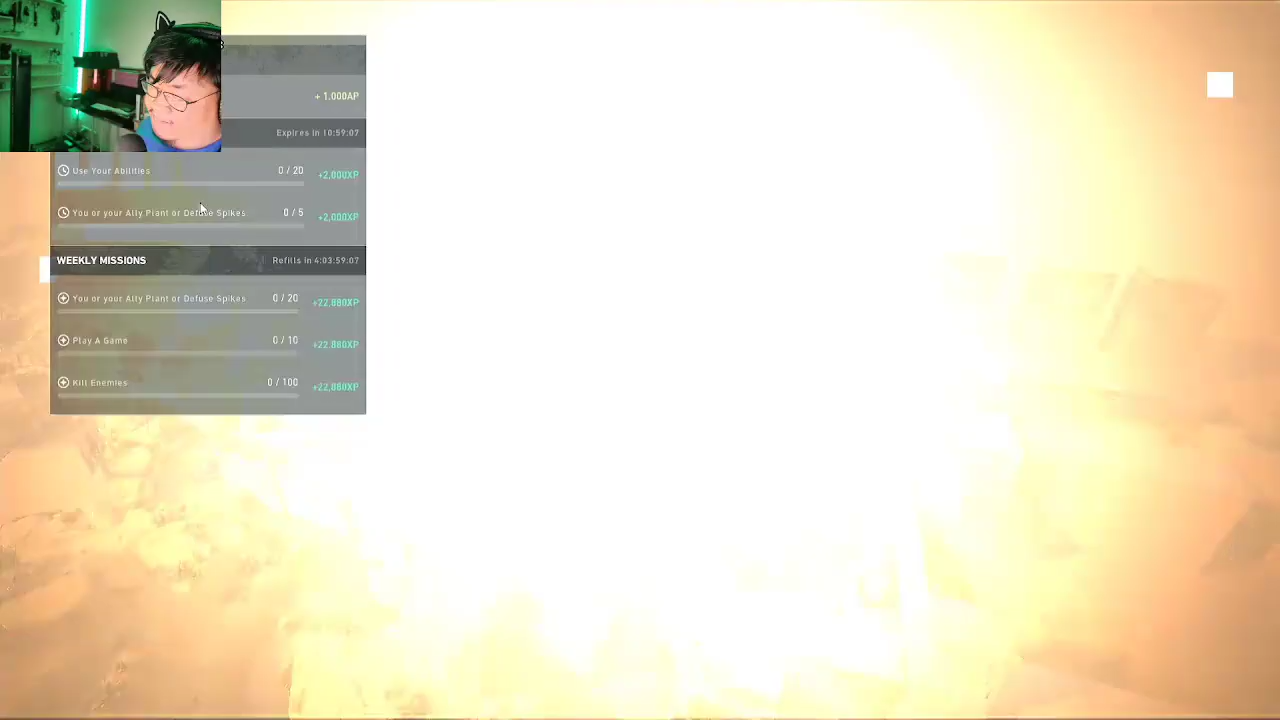 + 1.000AP
Expires in 10:59:07
Use Your Abilities 0 / 20 +2,000XP
You or your Ally Plant or Defuse Spikes 0 / 5 +2,000XP
WEEKLY MISSIONS Refills in 4:03:59:07
You or your Ally Plant or Defuse Spikes 0 / 20 +22,880XP
Play A Game 0 / 10 +22,880XP
Kill Enemies 0 / 100 +22,880XP